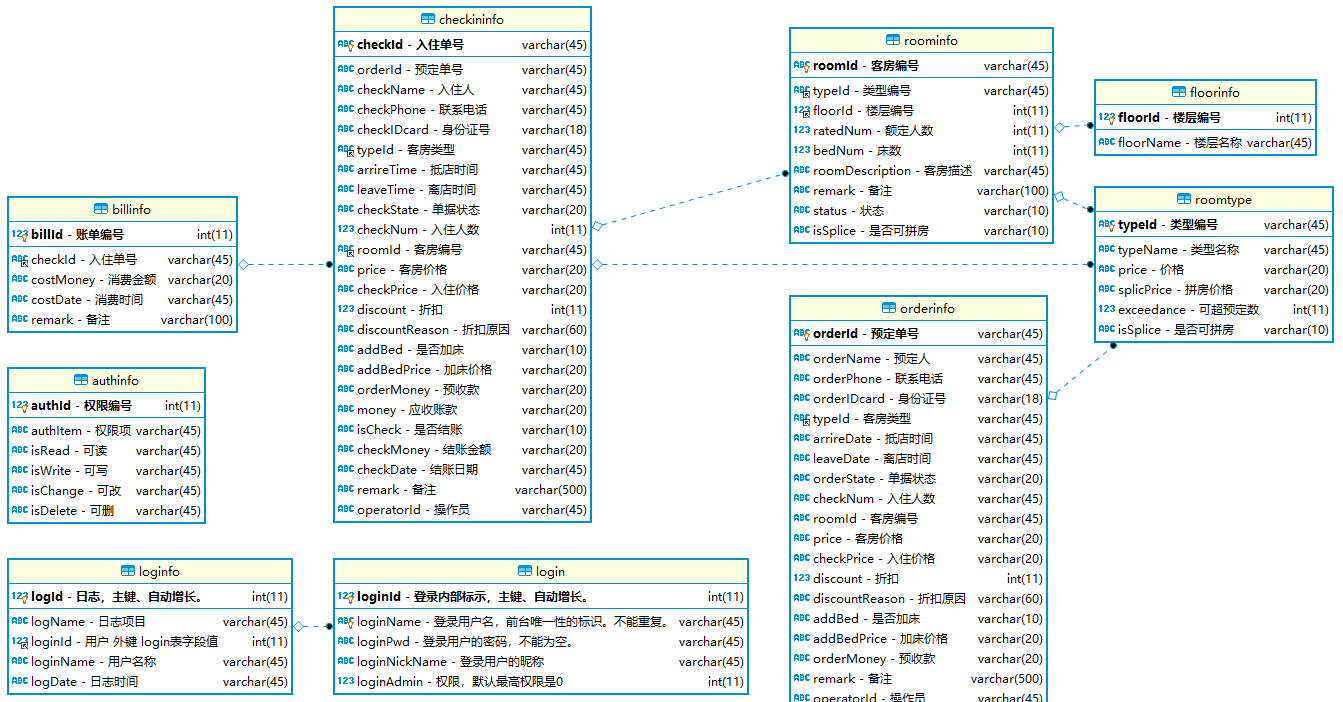 checkininfo
checkId - 入住单号 varchar(45)
orderId - 预定单号 varchar(45)
checkName - 入住人 varchar(45)
checkPhone - 联系电话 varchar(45)
checkIDcard - 身份证号 varchar(18)
typeId - 客房类型 varchar(45)
arrireTime - 抵店时间 varchar(45)
leaveTime - 离店时间 varchar(45)
checkState - 单据状态 varchar(20)
checkNum - 入住人数 int(11)
roomId - 客房编号 varchar(45)
price - 客房价格 varchar(20)
checkPrice - 入住价格 varchar(20)
discount - 折扣 int(11)
discountReason - 折扣原因 varchar(60)
addBed - 是否加床 varchar(10)
addBedPrice - 加床价格 varchar(20)
orderMoney - 预收款 varchar(20)
money - 应收账款 varchar(20)
isCheck - 是否结账 varchar(10)
checkMoney - 结账金额 varchar(20)
checkDate - 结账日期 varchar(45)
remark - 备注 varchar(500)
operatorId - 操作员 varchar(45)
roominfo
roomId - 客房编号 varchar(45)
typeId - 类型编号 varchar(45)
floorId - 楼层编号 int(11)
ratedNum - 额定人数 int(11)
bedNum - 床数 int(11)
roomDescription - 客房描述 varchar(45)
remark - 备注 varchar(100)
status - 状态 varchar(10)
isSplice - 是否可拼房 varchar(10)
floorinfo
floorId - 楼层编号 int(11)
floorName - 楼层名称 varchar(45)
roomtype
typeId - 类型编号 varchar(45)
typeName - 类型名称 varchar(45)
price - 价格 varchar(20)
splicPrice - 拼房价格 varchar(20)
exceedance - 可超预定数 int(11)
isSplice - 是否可拼房 varchar(10)
billinfo
billId - 账单编号 int(11)
checkId - 入住单号 varchar(45)
costMoney - 消费金额 varchar(20)
costDate - 消费时间 varchar(45)
remark - 备注 varchar(100)
orderinfo
orderId - 预定单号 varchar(45)
orderName - 预定人 varchar(45)
orderPhone - 联系电话 varchar(45)
orderIDcard - 身份证号 varchar(18)
typeId - 客房类型 varchar(45)
arrireDate - 抵店时间 varchar(45)
leaveDate - 离店时间 varchar(45)
orderState - 单据状态 varchar(20)
checkNum - 入住人数 varchar(45)
roomId - 客房编号 varchar(45)
price - 客房价格 varchar(20)
checkPrice - 入住价格 varchar(20)
discount - 折扣 int(11)
discountReason - 折扣原因 varchar(60)
addBed - 是否加床 varchar(10)
addBedPrice - 加床价格 varchar(20)
orderMoney - 预收款 varchar(20)
remark - 备注 varchar(500)
operatorId - 操作员 varchar(45)
authinfo
authId - 权限编号 int(11)
authItem - 权限项 varchar(45)
isRead - 可读 varchar(45)
isWrite - 可写 varchar(45)
isChange - 可改 varchar(45)
isDelete - 可删 varchar(45)
loginfo
logId - 日志，主键、自动增长。 int(11)
logName - 日志项目 varchar(45)
loginId - 用户 外键 login表字段值 int(11)
loginName - 用户名称 varchar(45)
logDate - 日志时间 varchar(45)
login
loginId - 登录内部标示，主键、自动增长。 int(11)
loginName - 登录用户名，前台唯一性的标识。不能重复。 varchar(45)
loginPwd - 登录用户的密码，不能为空。 varchar(45)
loginNickName - 登录用户的昵称 varchar(45)
loginAdmin - 权限，默认最高权限是0 int(11)